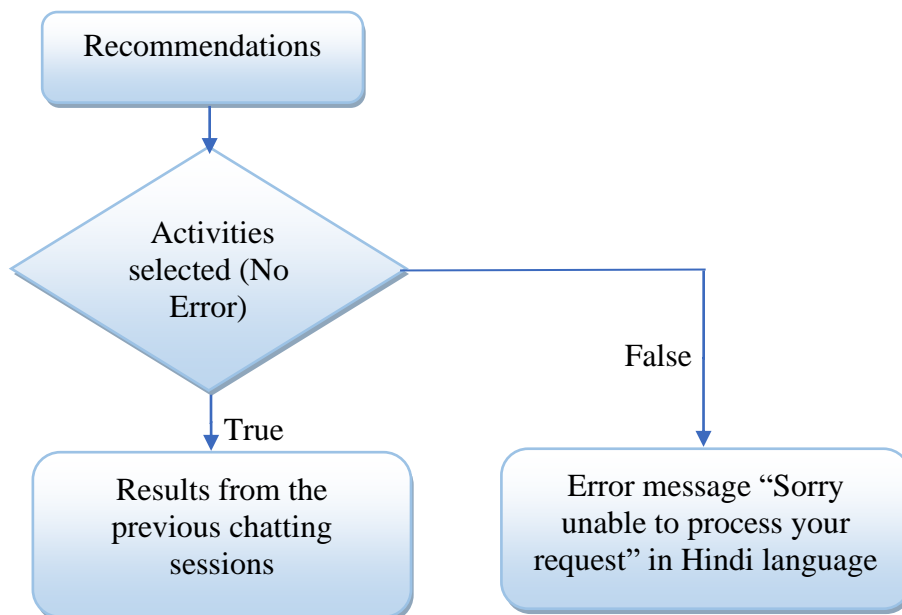 Recommendations
Activities
selected (No
Error)
False
True
Results from the
previous chatting
sessions
Error message “Sorry
unable to process your
request” in Hindi language